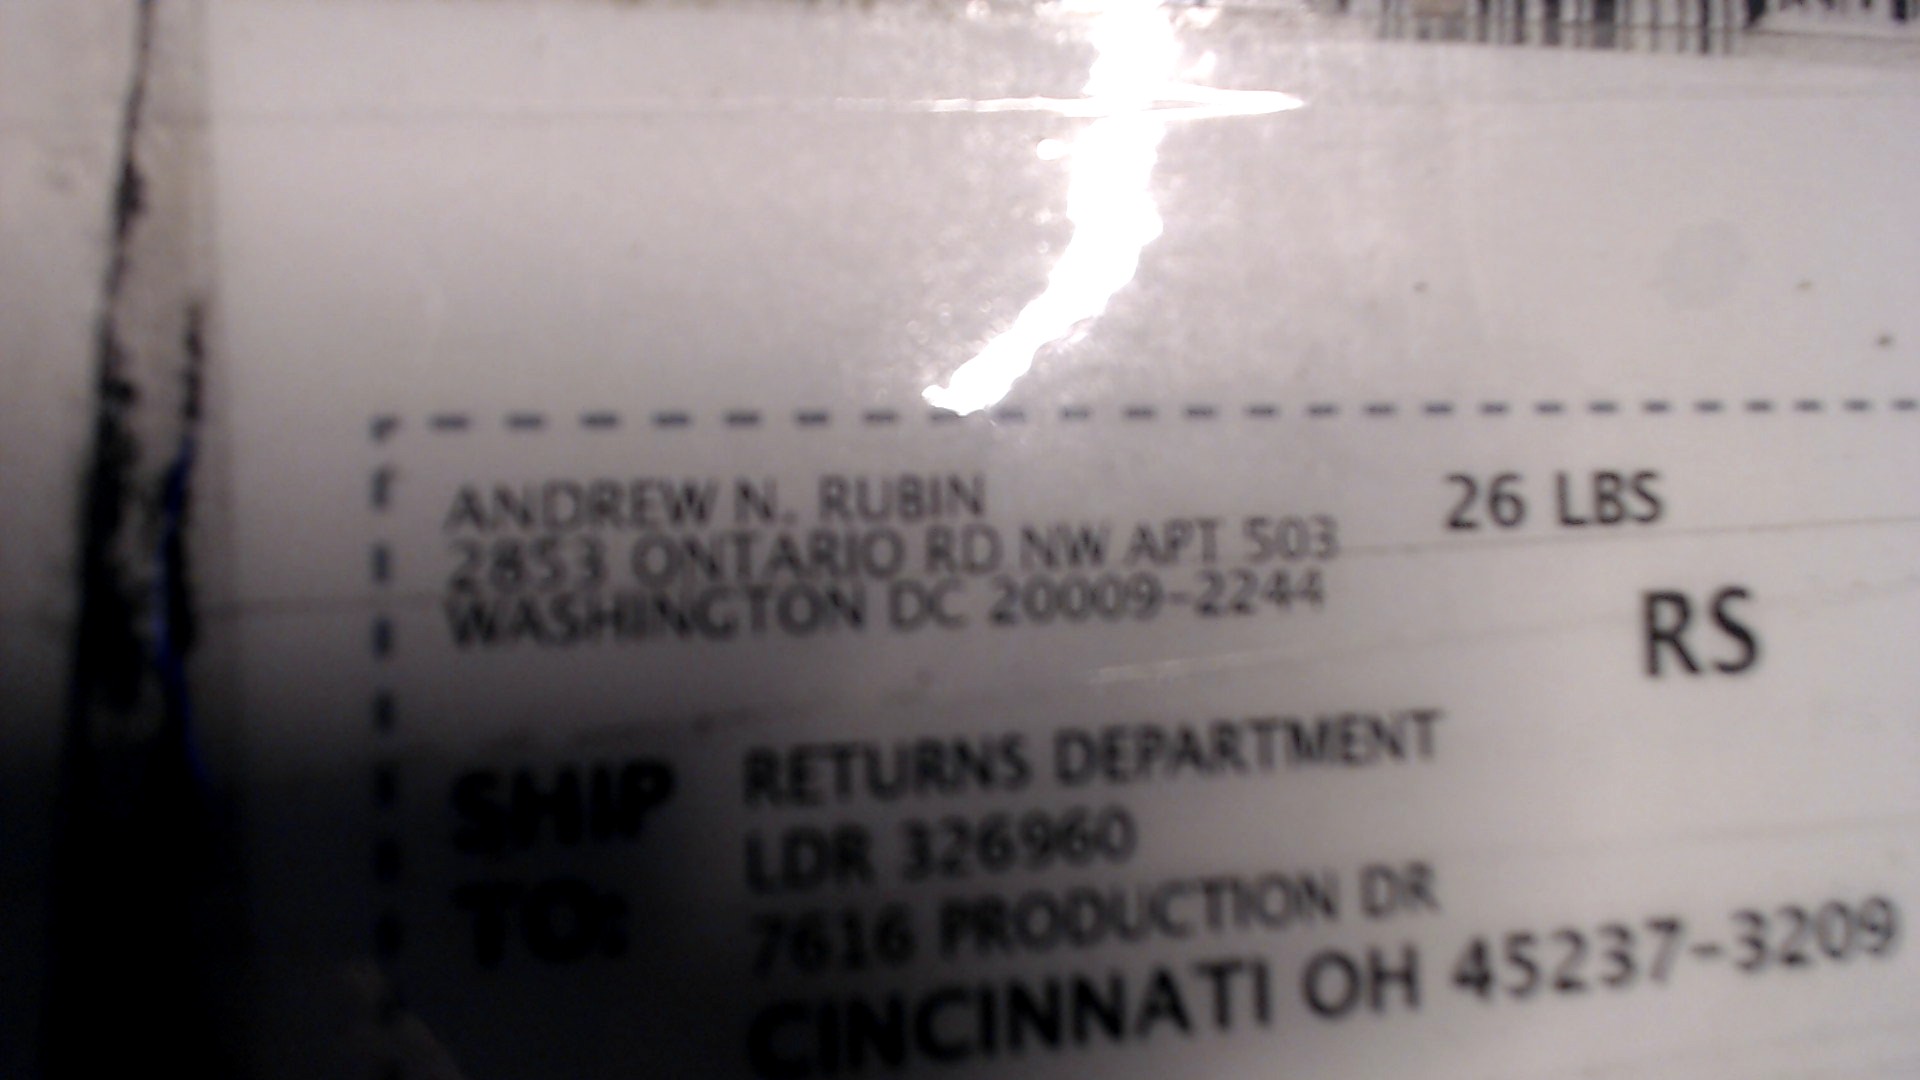 ANDREW N. RUBIN
26 LBS
2853 ONTARIO RD NW APT 503
WASHINGTON DC 20009-2244
RS
SHIP TO:
RETURNS DEPARTMENT
LDR 326960
7616 PRODUCTION DR
CINCINNATI OH 45237-3209